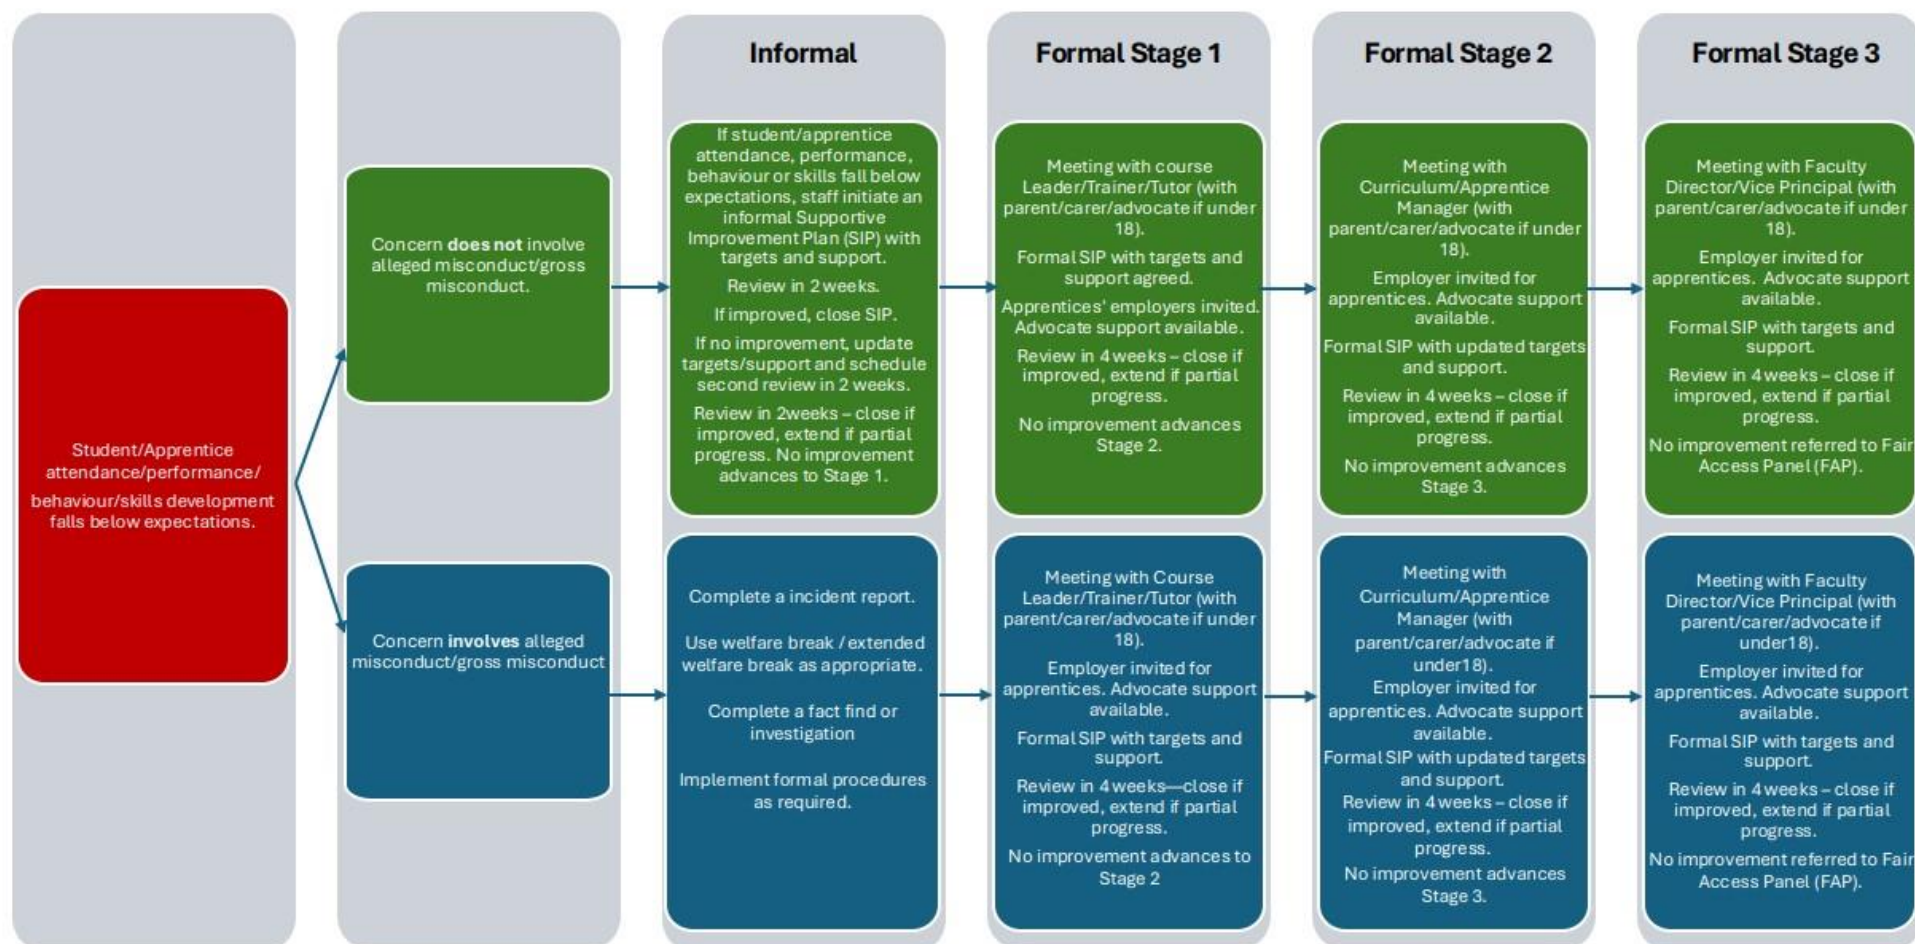 Informal
Formal Stage 1
Formal Stage 2
Formal Stage 3
Student/Apprentice
attendance/performance/
behaviour/skills development
falls below expectations.
Concern does not involve
alleged misconduct/gross
misconduct.
If student/apprentice
attendance, performance,
behaviour or skills fall below
expectations, staff initiate an
informal Supportive
Improvement Plan (SIP) with
targets and support.
Review in 2 weeks.
If improved, close SIP.
If no improvement, update
targets/support and schedule
second review in 2 weeks.
Review in 2weeks – close if
improved, extend if partial
progress. No improvement
advances to Stage 1.
Meeting with course
Leader/Trainer/Tutor (with
parent/carer/advocate if under
18).
Formal SIP with targets and
support agreed.
Apprentices' employers invited.
Advocate support available.
Review in 4 weeks – close if
improved, extend if partial
progress.
No improvement advances
Stage 2.
Meeting with
Curriculum/Apprentice
Manager (with
parent/carer/advocate if under
18).
Employer invited for
apprentices. Advocate support
available.
Formal SIP with updated targets
and support.
Review in 4 weeks – close if
improved, extend if partial
progress.
No improvement advances
Stage 3.
Meeting with Faculty
Director/Vice Principal (with
parent/carer/advocate if under
18).
Employer invited for
apprentices. Advocate support
available.
Formal SIP with targets and
support.
Review in 4 weeks – close if
improved, extend if partial
progress.
No improvement referred to Fair
Access Panel (FAP).
Concern involves alleged
misconduct/gross misconduct
Complete a incident report.
Use welfare break / extended
welfare break as appropriate.
Complete a fact find or
investigation
Implement formal procedures
as required.
Meeting with Course
Leader/Trainer/Tutor (with
parent/carer/advocate if under
18).
Employer invited for
apprentices. Advocate support
available.
Formal SIP with targets and
support.
Review in 4 weeks—close if
improved, extend if partial
progress.
No improvement advances to
Stage 2
Meeting with
Curriculum/Apprentice
Manager (with
parent/carer/advocate if
under18).
Employer invited for
apprentices. Advocate support
available.
Formal SIP with updated targets
and support.
Review in 4 weeks – close if
improved, extend if partial
progress.
No improvement advances
Stage 3.
Meeting with Faculty
Director/Vice Principal (with
parent/carer/advocate if
under18).
Employer invited for
apprentices. Advocate support
available.
Formal SIP with targets and
support.
Review in 4 weeks – close if
improved, extend if partial
progress.
No improvement referred to Fair
Access Panel (FAP).